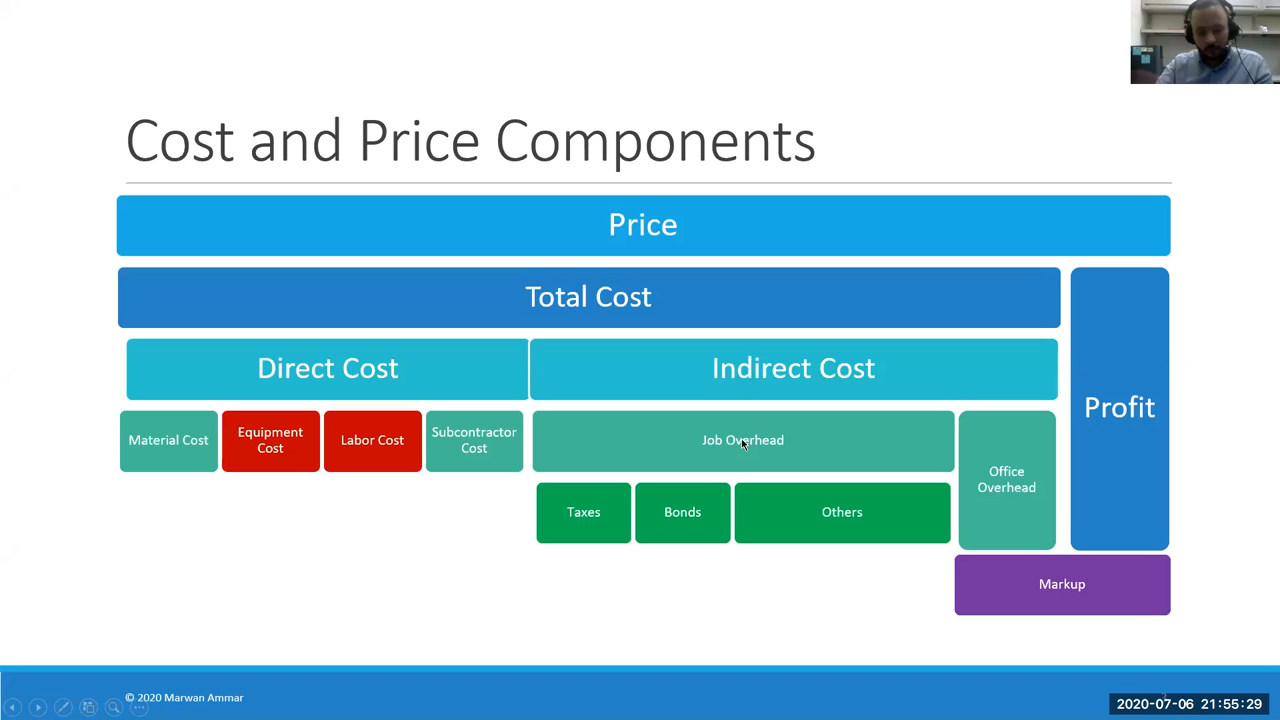 Cost and Price Components
Price
Total Cost
Direct Cost
Indirect Cost
Profit
Material Cost
Equipment
Cost
Labor Cost
Subcontractor
Cost
Job Overhead
Office
Overhead
Taxes
Bonds
Others
Markup
© 2020 Marwan Ammar
2020-07-06 21:55:29